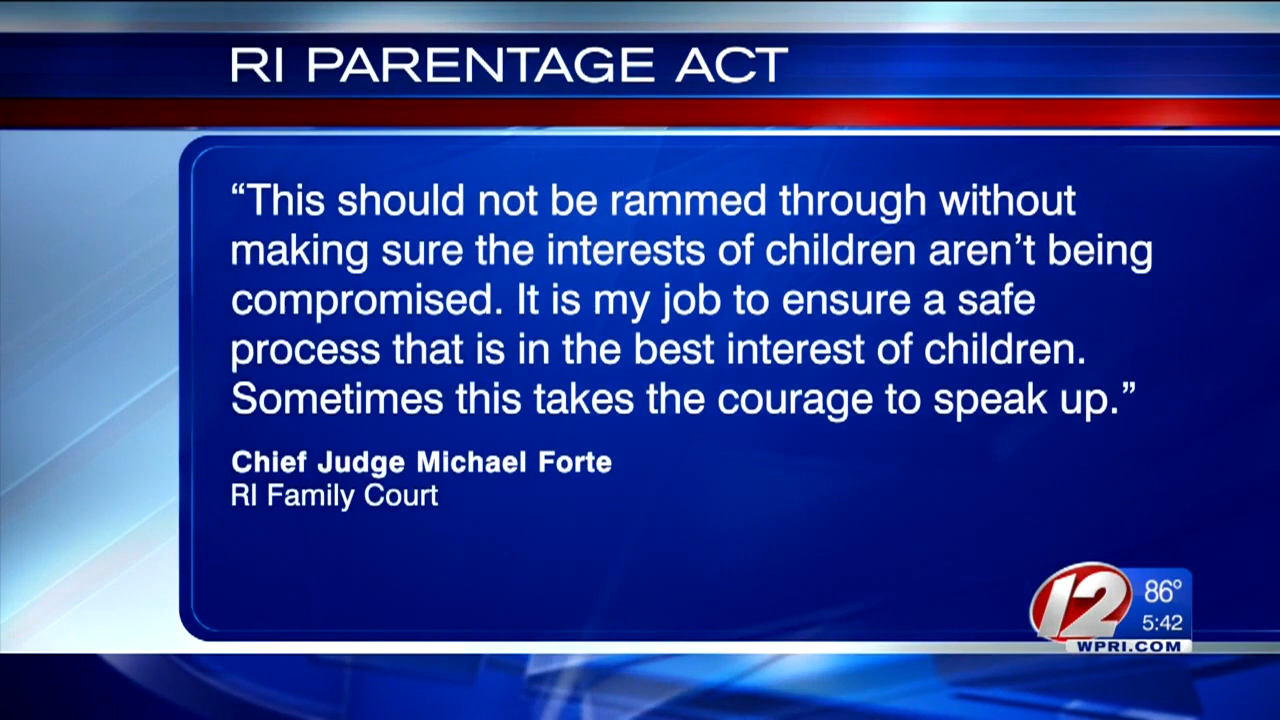 RI PARENTAGE ACT
“This should not be rammed through without
making sure the interests of children aren’t being
compromised. It is my job to ensure a safe
process that is in the best interest of children.
Sometimes this takes the courage to speak up.”
Chief Judge Michael Forte
RI Family Court
12
86°
5:42
WPRI.COM